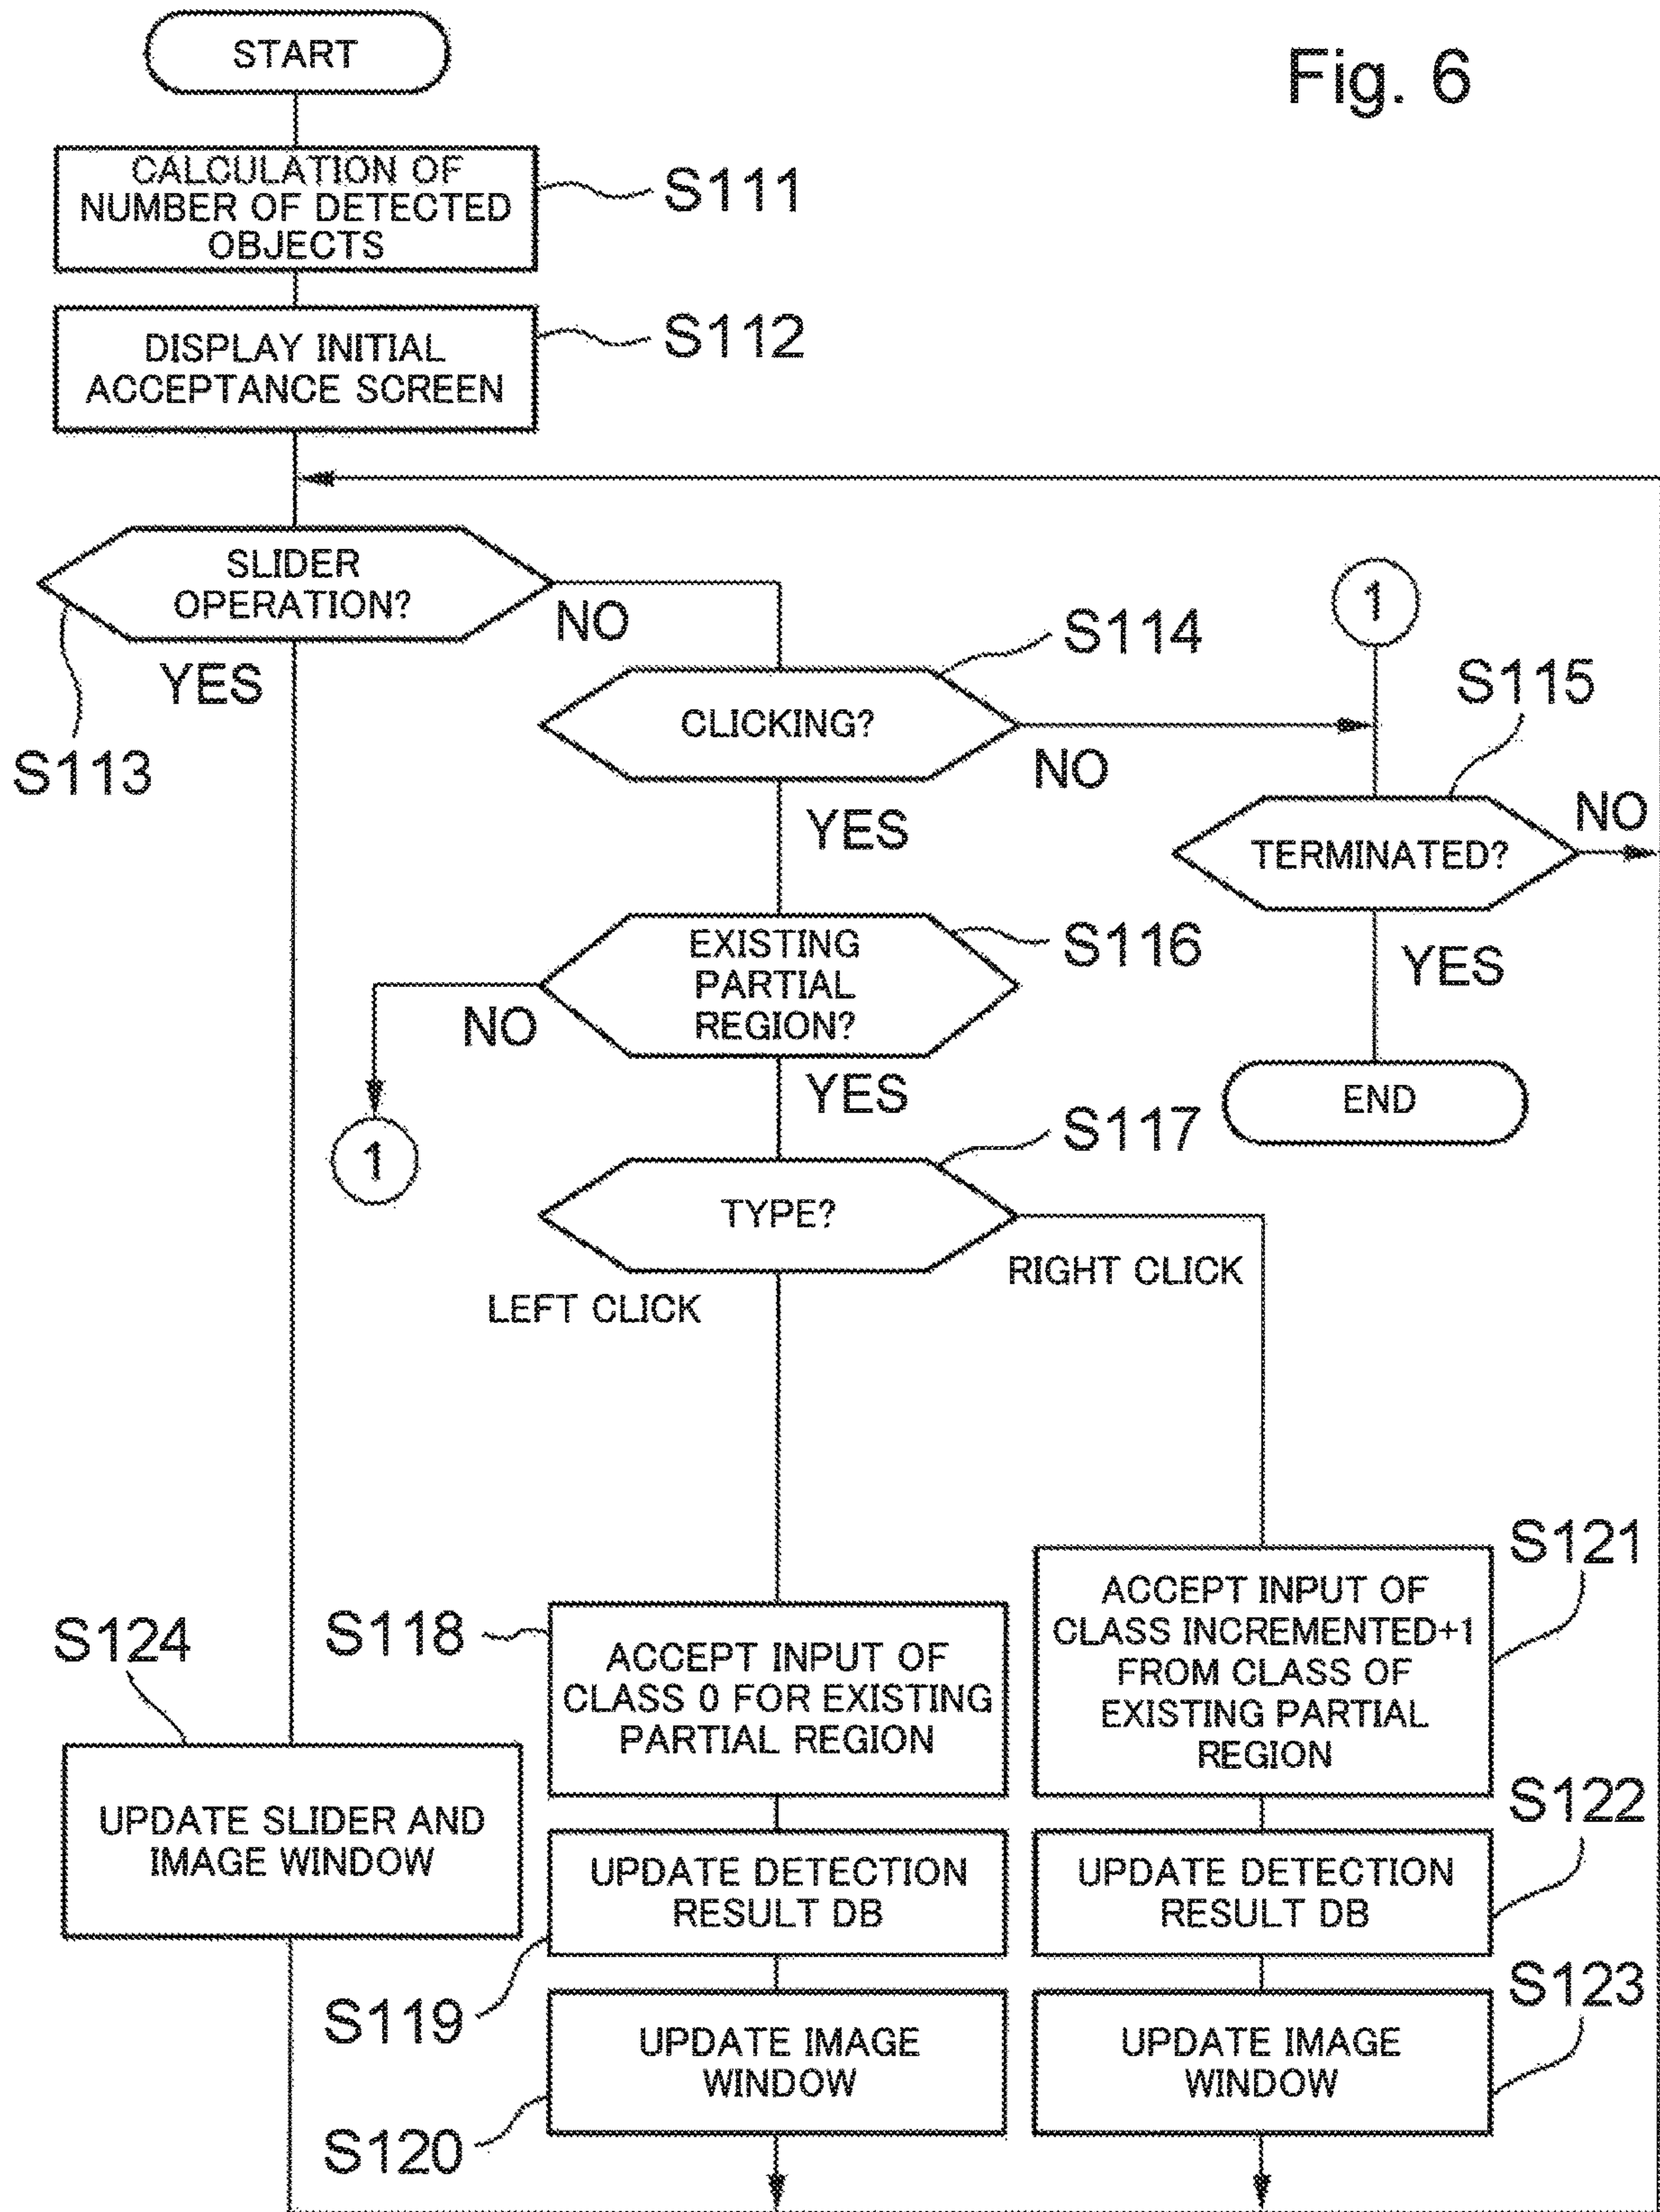 Fig. 6
START
CALCULATION OF
NUMBER OF DETECTED
OBJECTS
S111
DISPLAY INITIAL
ACCEPTANCE SCREEN
S112
SLIDER
OPERATION?
NO
YES
S113
CLICKING?
S114
NO
YES
1
S115
TERMINATED?
NO
YES
END
EXISTING
PARTIAL
REGION?
S116
NO
YES
1
S117
TYPE?
LEFT CLICK
RIGHT CLICK
S118
ACCEPT INPUT OF
CLASS 0 FOR EXISTING
PARTIAL REGION
S121
ACCEPT INPUT OF
CLASS INCREMENTED+1
FROM CLASS OF
EXISTING PARTIAL
REGION
S124
UPDATE SLIDER AND
IMAGE WINDOW
UPDATE DETECTION
RESULT DB
S119
UPDATE DETECTION
RESULT DB
S122
UPDATE IMAGE
WINDOW
S120
UPDATE IMAGE
WINDOW
S123